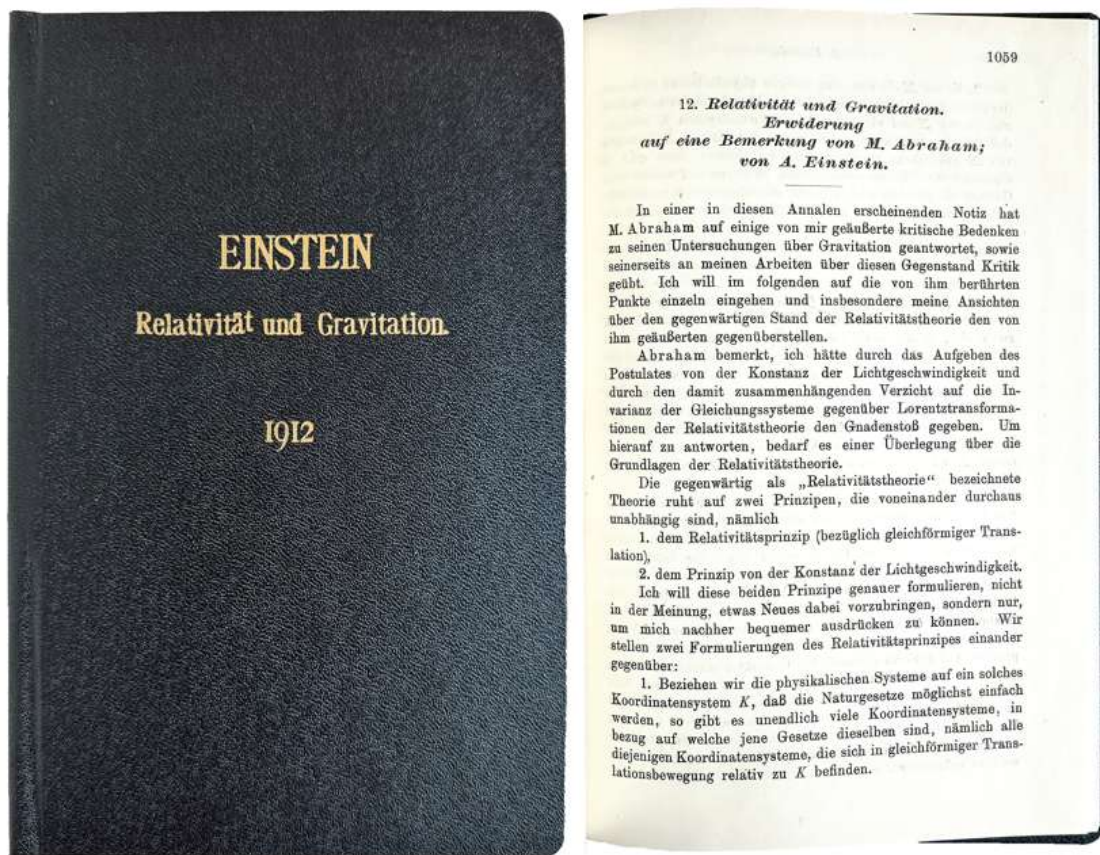 EINSTEIN
Relativität und Gravitation.
1912
1059
12. Relativität und Gravitation.
Erwiderung
auf eine Bemerkung von M. Abraham;
von A. Einstein.
In einer in diesen Annalen erscheinenden Notiz hat
M. Abraham auf einige von mir geäußerte kritische Bedenken
zu seinen Untersuchungen über Gravitation geantwortet, sowie
seinerseits an meinen Arbeiten über diesen Gegenstand Kritik
geübt. Ich will im folgenden auf die von ihm berührten
Punkte einzeln eingehen und insbesondere meine Ansichten
über den gegenwärtigen Stand der Relativitätstheorie den von
ihm geäußerten gegenüberstellen.
Abraham bemerkt, ich hätte durch das Aufgeben des
Postulates von der Konstanz der Lichtgeschwindigkeit und
durch den damit zusammenhängenden Verzicht auf die In-
varianz der Gleichungssysteme gegenüber Lorentztransforma-
tionen der Relativitätstheorie den Gnadenstoß gegeben. Um
hierauf zu antworten, bedarf es einer Überlegung über die
Grundlagen der Relativitätstheorie.
Die gegenwärtig als „Relativitätstheorie“ bezeichnete
Theorie ruht auf zwei Prinzipen, die voneinander durchaus
unabhängig sind, nämlich
1. dem Relativitätsprinzip (bezüglich gleichförmiger Trans-
lation),
2. dem Prinzip von der Konstanz der Lichtgeschwindigkeit.
Ich will diese beiden Prinzipe genauer formulieren, nicht
in der Meinung, etwas Neues dabei vorzubringen, sondern nur,
um mich nachher bequemer ausdrücken zu können. Wir
stellen zwei Formulierungen des Relativitätsprinzipes einander
gegenüber:
1. Beziehen wir die physikalischen Systeme auf ein solches
Koordinatensystem K, daß die Naturgesetze möglichst einfach
werden, so gibt es unendlich viele Koordinatensysteme, in
bezug auf welche jene Gesetze dieselben sind, nämlich alle
diejenigen Koordinatensysteme, die sich in gleichförmiger Trans-
lationsbewegung relativ zu K befinden.